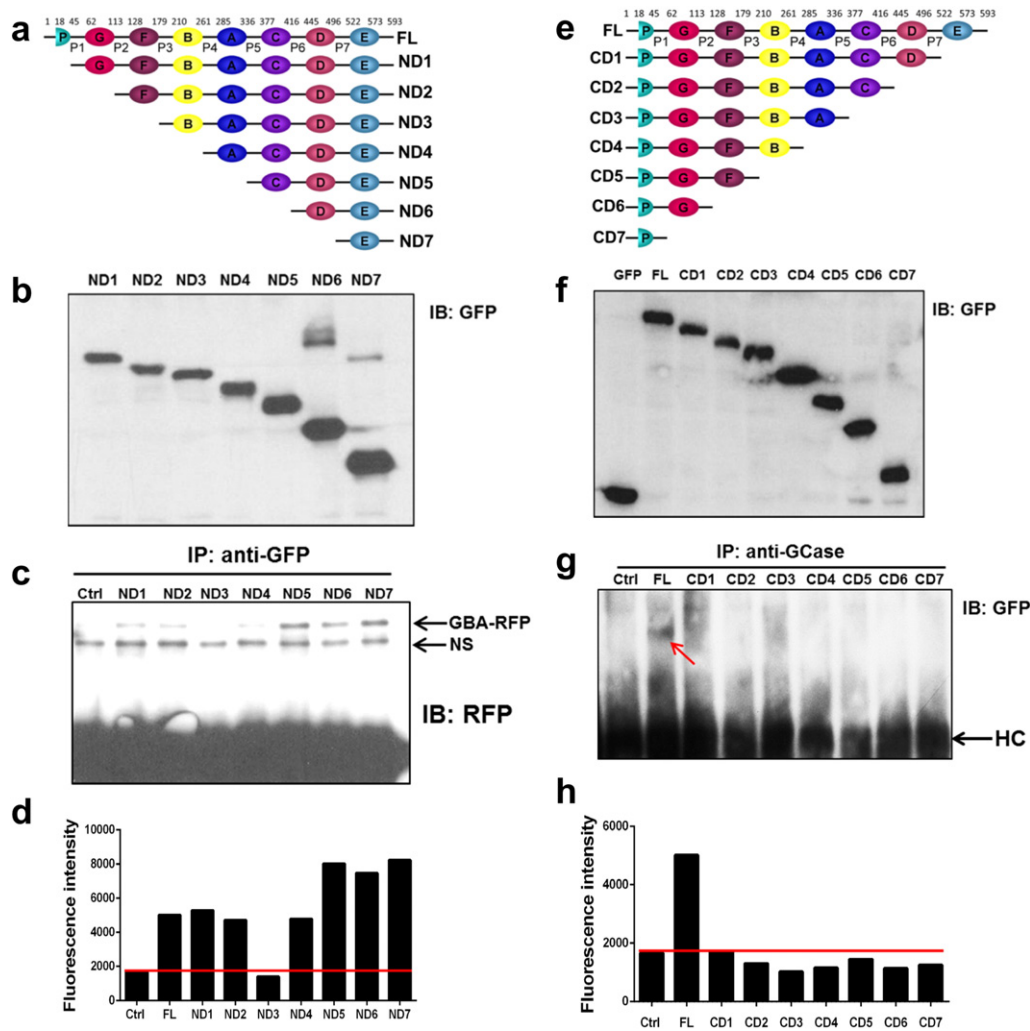 a
1 18 45 62 113 128 179 210 261 285 336 377 416 445 496 522 573 593
P G F B A C D E FL
P1 P2 P3 P4 P5 P6 P7
G F B A C D E ND1
F B A C D E ND2
B A C D E ND3
A C D E ND4
C D E ND5
D E ND6
E ND7
e
1 18 45 62 113 128 179 210 261 285 336 377 416 445 496 522 573 593
FL P G F B A C D E
P1 P2 P3 P4 P5 P6 P7
CD1 P G F B A C D
CD2 P G F B A C
CD3 P G F B A
CD4 P G F B
CD5 P G F
CD6 P G
CD7 P
b
ND1 ND2 ND3 ND4 ND5 ND6 ND7
IB: GFP
f
GFP FL CD1 CD2 CD3 CD4 CD5 CD6 CD7
IB: GFP
c
IP: anti-GFP
Ctrl ND1 ND2 ND3 ND4 ND5 ND6 ND7
GBA-RFP
NS
IB: RFP
g
IP: anti-GCase
Ctrl FL CD1 CD2 CD3 CD4 CD5 CD6 CD7
IB: GFP
HC
d
Fluorescence intensity
10000
8000
6000
4000
2000
0
Ctrl FL ND1 ND2 ND3 ND4 ND5 ND6 ND7
h
Fluorescence intensity
6000
4000
2000
0
Ctrl FL CD1 CD2 CD3 CD4 CD5 CD6 CD7